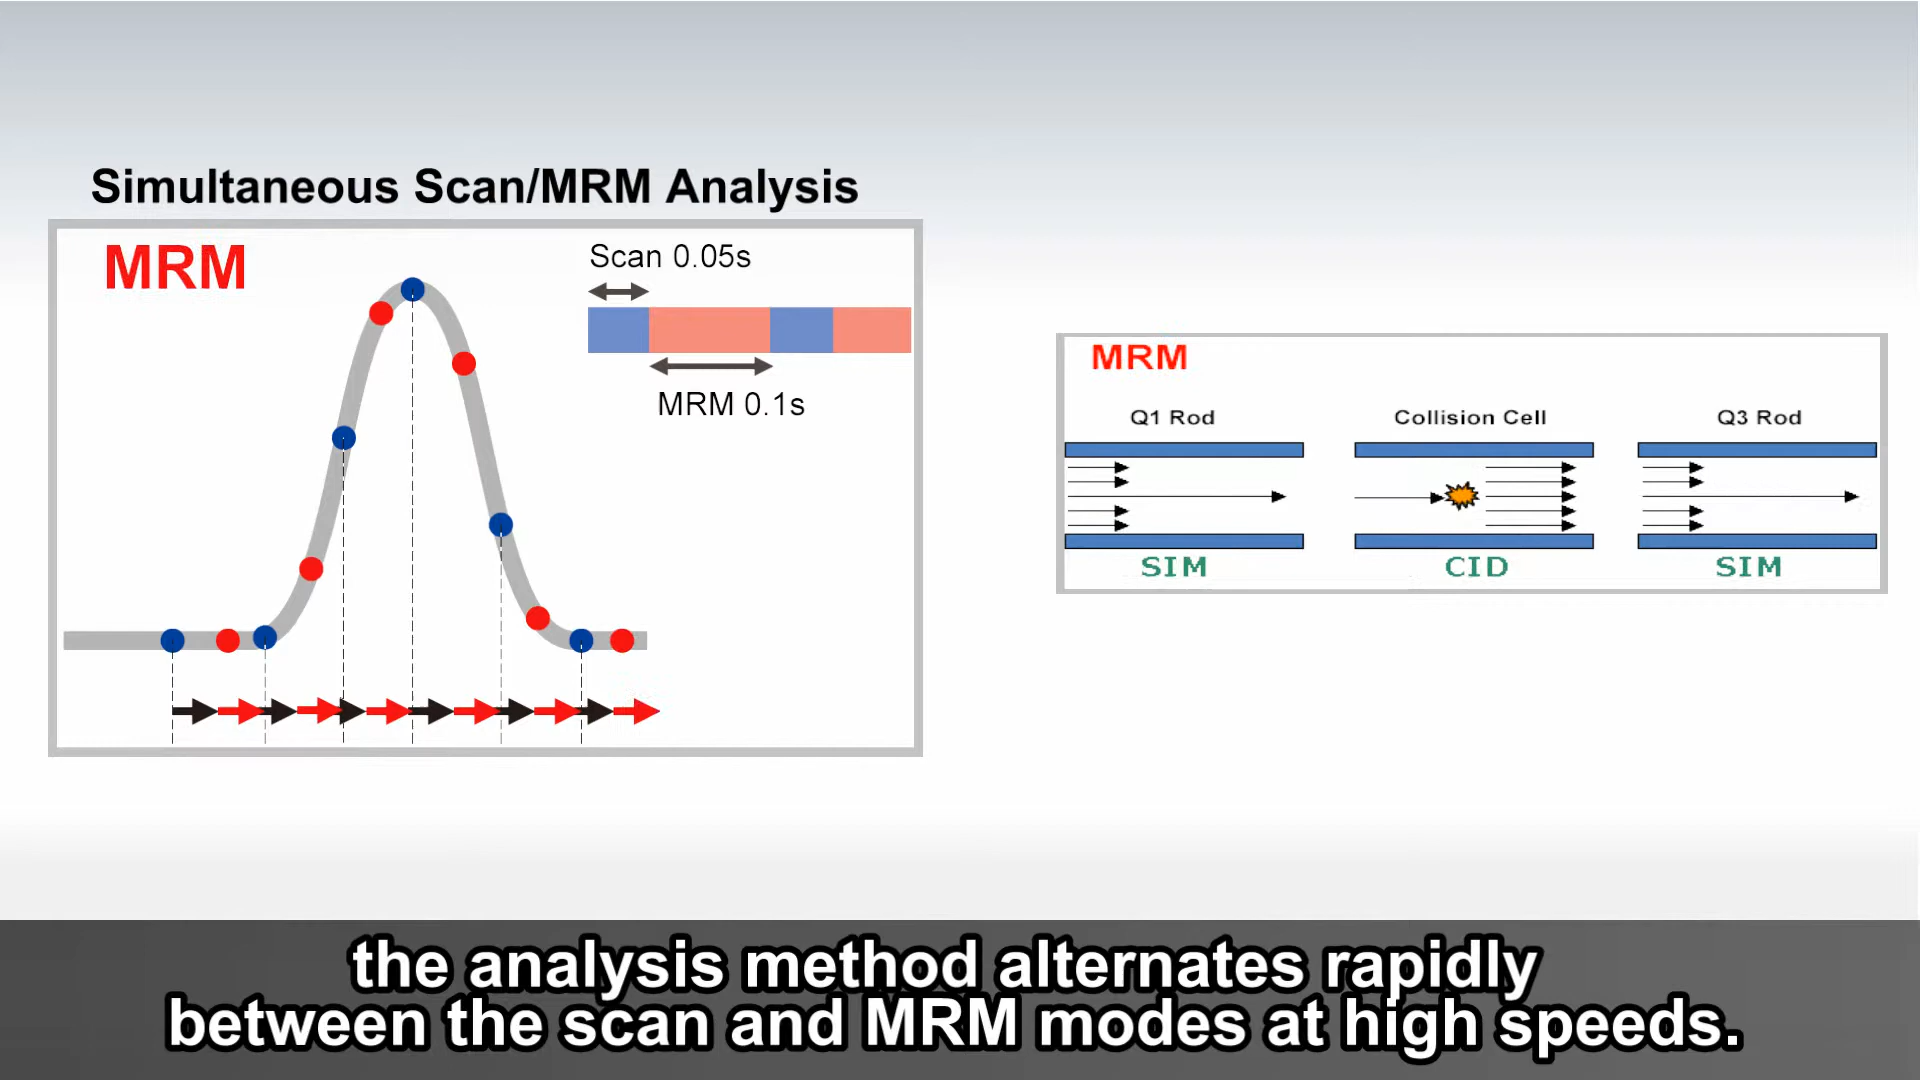 Simultaneous Scan/MRM Analysis
MRM
Scan 0.05s
MRM 0.1s
MRM
Q1 Rod
Collision Cell
Q3 Rod
SIM
CID
SIM
the analysis method alternates rapidly
between the scan and MRM modes at high speeds.